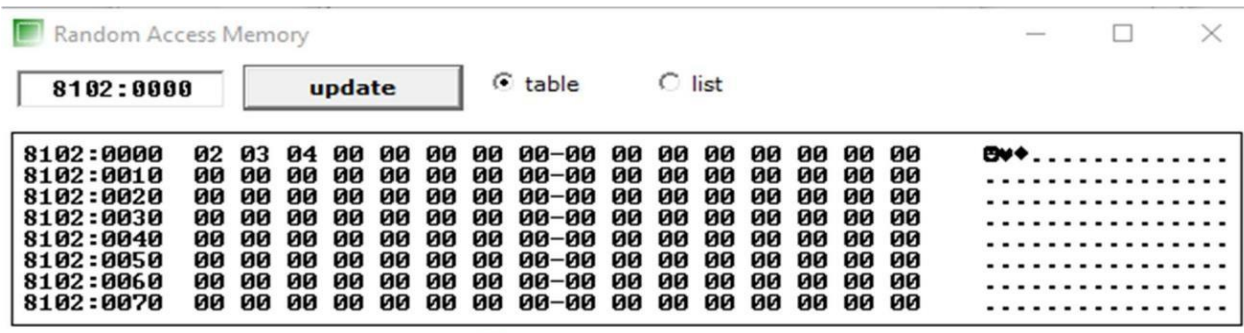 Random Access Memory
8102:0000 update table list
8102:0000 02 03 04 00 00 00 00 00-00 00 00 00 00 00 00 00 ☻♥♦.............
8102:0010 00 00 00 00 00 00 00 00-00 00 00 00 00 00 00 00 ................
8102:0020 00 00 00 00 00 00 00 00-00 00 00 00 00 00 00 00 ................
8102:0030 00 00 00 00 00 00 00 00-00 00 00 00 00 00 00 00 ................
8102:0040 00 00 00 00 00 00 00 00-00 00 00 00 00 00 00 00 ................
8102:0050 00 00 00 00 00 00 00 00-00 00 00 00 00 00 00 00 ................
8102:0060 00 00 00 00 00 00 00 00-00 00 00 00 00 00 00 00 ................
8102:0070 00 00 00 00 00 00 00 00-00 00 00 00 00 00 00 00 ................